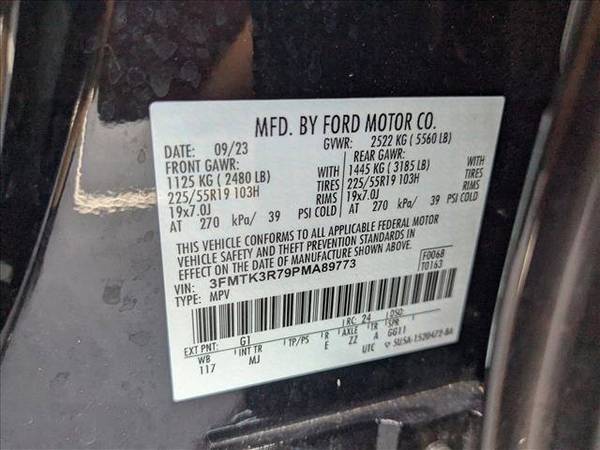 MFD. BY FORD MOTOR CO.
DATE: 09/23 GVWR: 2522 KG ( 5560 LB)
FRONT GAWR: REAR GAWR:
1125 KG ( 2480 LB) WITH 1445 KG ( 3185 LB) WITH
225/55R19 103H TIRES 225/55R19 103H TIRES
19x7.0J RIMS 19x7.0J RIMS
AT 270 kPa/ 39 PSI COLD AT 270 kPa/ 39 PSI COLD
THIS VEHICLE CONFORMS TO ALL APPLICABLE FEDERAL MOTOR
VEHICLE SAFETY AND THEFT PREVENTION STANDARDS IN
EFFECT ON THE DATE OF MANUFACTURE SHOWN ABOVE.
VIN: 3FMTK3R79PMA89773 F0068
TYPE: MPV T0163
EXT PNT: G1 RC: 24 DSO:
WB INT TR TP/PS R AXLE TR
117 MJ E ZZ A GG11
UTC